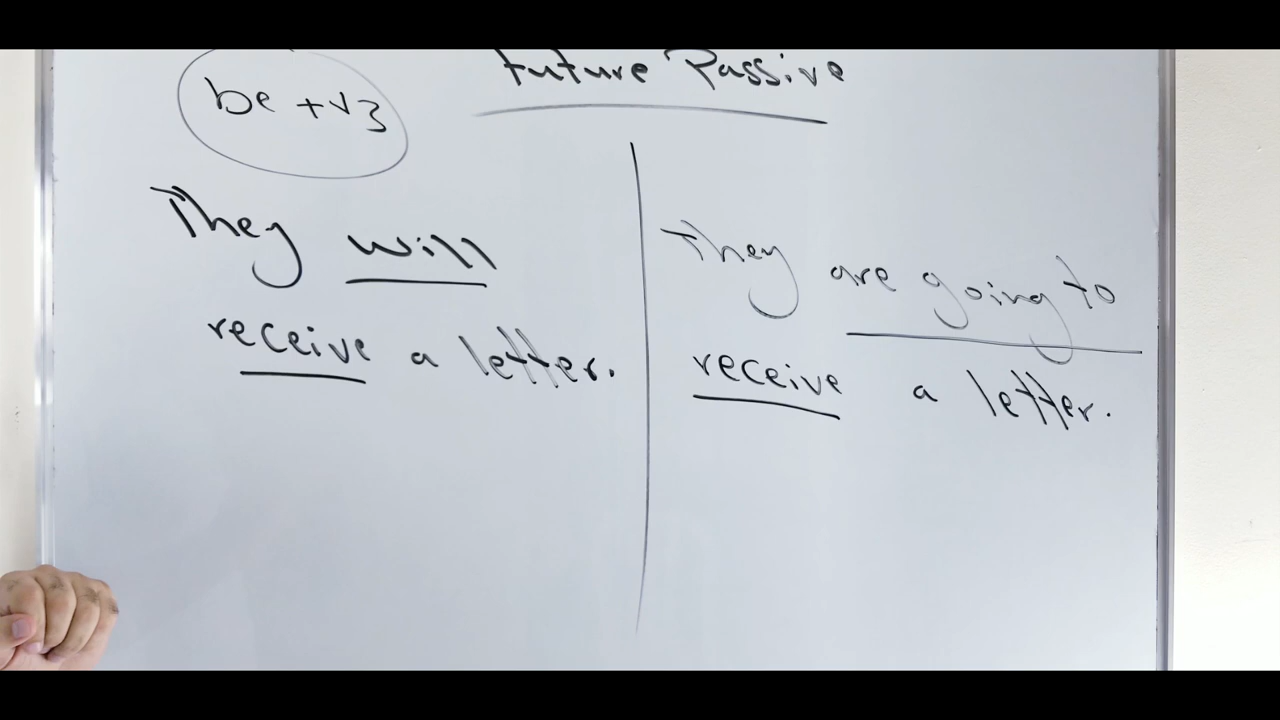 Future Passive
be + V3
They will
receive a letter.
They are going to
receive a letter.